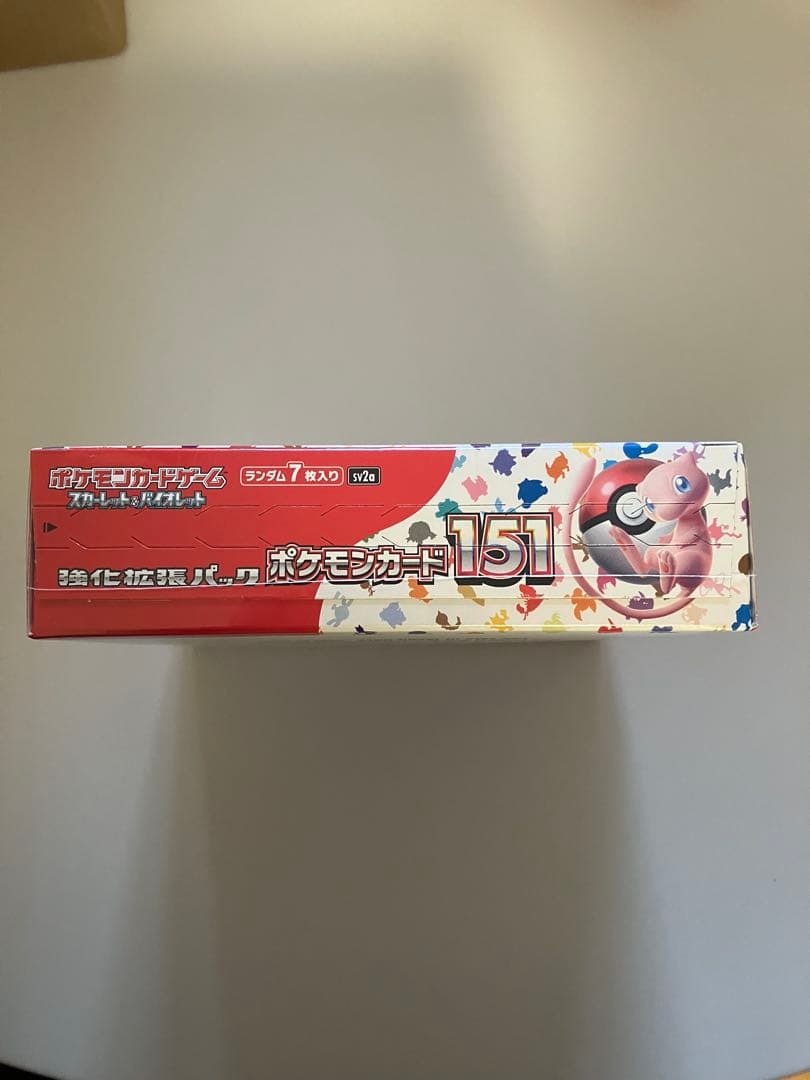 ポケモンカードゲーム
スカーレット&バイオレット
ランダム7枚入り
sv2a
強化拡張パック
ポケモンカード151